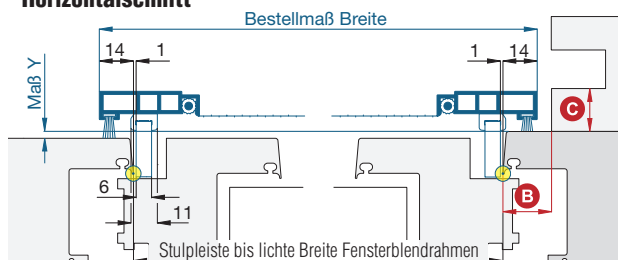 Horizontalschnitt
Bestellmaß Breite
14 1 1 14
Maß Y
C
6
B
11
Stulpleiste bis lichte Breite Fensterblendrahmen